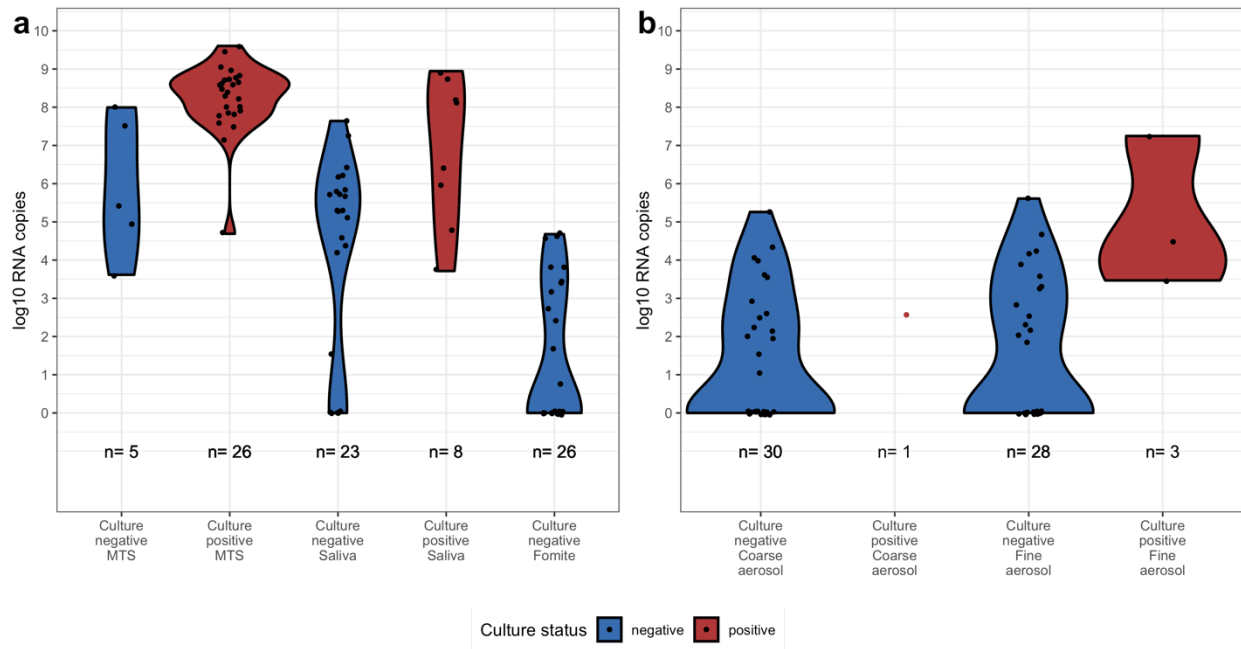 a
b
log10 RNA copies
10
9
8
7
6
5
4
3
2
1
0
n= 5
n= 26
n= 23
n= 8
n= 26
Culture
negative
MTS
Culture
positive
MTS
Culture
negative
Saliva
Culture
positive
Saliva
Culture
negative
Fomite
log10 RNA copies
10
9
8
7
6
5
4
3
2
1
0
n= 30
n= 1
n= 28
n= 3
Culture
negative
Coarse
aerosol
Culture
positive
Coarse
aerosol
Culture
negative
Fine
aerosol
Culture
positive
Fine
aerosol
Culture status
negative
positive